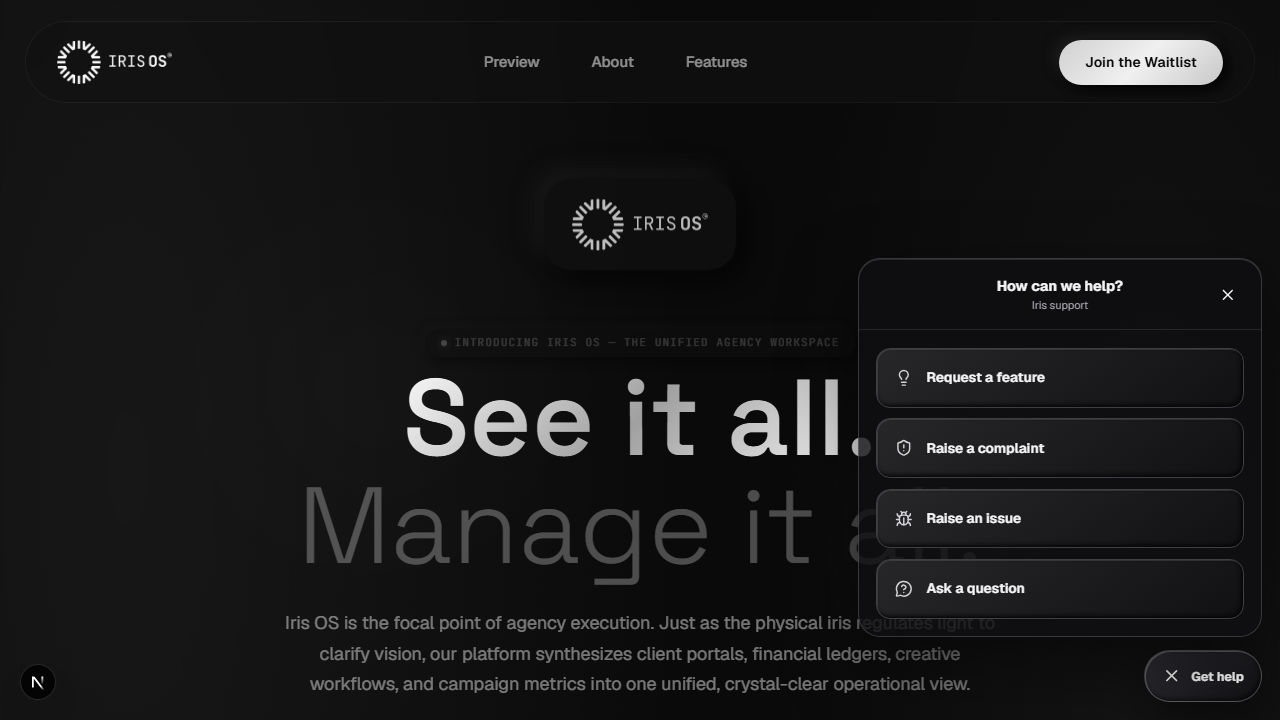 IRIS OS®
Preview
About
Features
Join the Waitlist
IRIS OS®
INTRODUCING IRIS OS — THE UNIFIED AGENCY WORKSPACE
See it all.
Manage it all.
Iris OS is the focal point of agency execution. Just as the physical iris regulates light to
clarify vision, our platform synthesizes client portals, financial ledgers, creative
workflows, and campaign metrics into one unified, crystal-clear operational view.
How can we help?
Iris support
Request a feature
Raise a complaint
Raise an issue
Ask a question
Get help
N